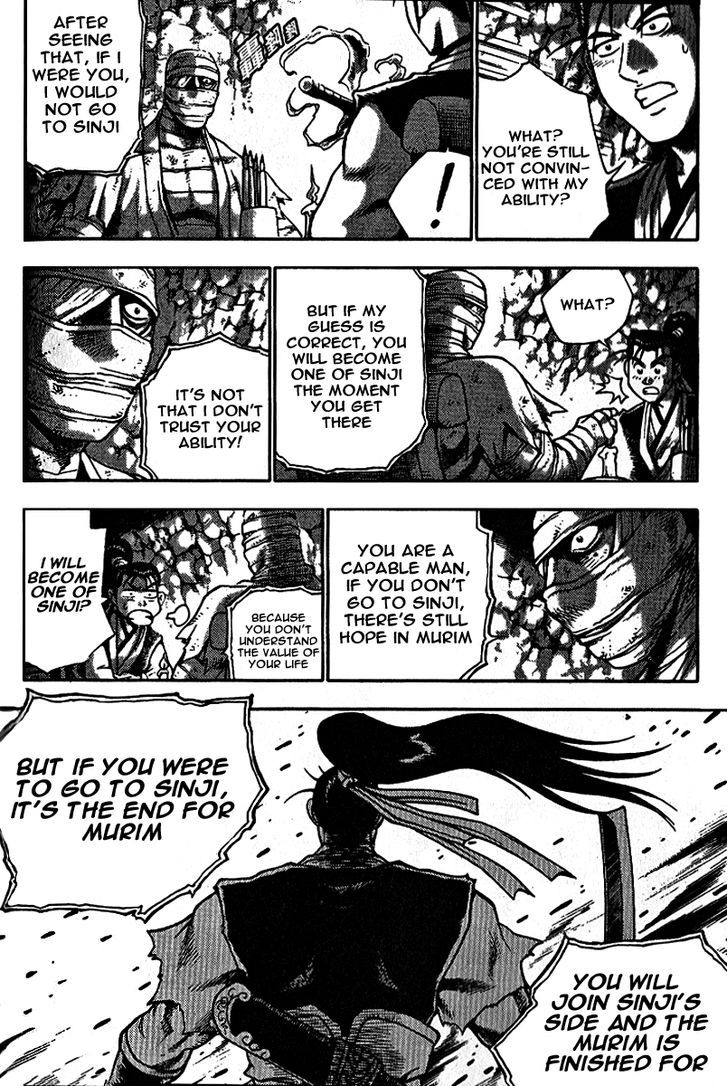 AFTER
SEEING
THAT, IF I
WERE YOU,
I WOULD
NOT GO
TO SINJI
!
WHAT?
YOU'RE STILL
NOT CONVIN-
CED WITH MY
ABILITY?
IT'S NOT
THAT I DON'T
TRUST YOUR
ABILITY!
BUT IF MY
GUESS IS
CORRECT, YOU
WILL BECOME
ONE OF SINJI
THE MOMENT
YOU GET
THERE
WHAT?
I WILL
BECOME
ONE OF
SINJI?
BECAUSE
YOU DON'T
UNDERSTAND
THE VALUE OF
YOUR LIFE
YOU ARE A
CAPABLE MAN,
IF YOU DON'T
GO TO SINJI,
THERE'S STILL
HOPE IN MURIM
BUT IF YOU WERE
TO GO TO SINJI,
IT'S THE END FOR
MURIM
YOU WILL
JOIN SINJI'S
SIDE AND THE
MURIM IS
FINISHED FOR